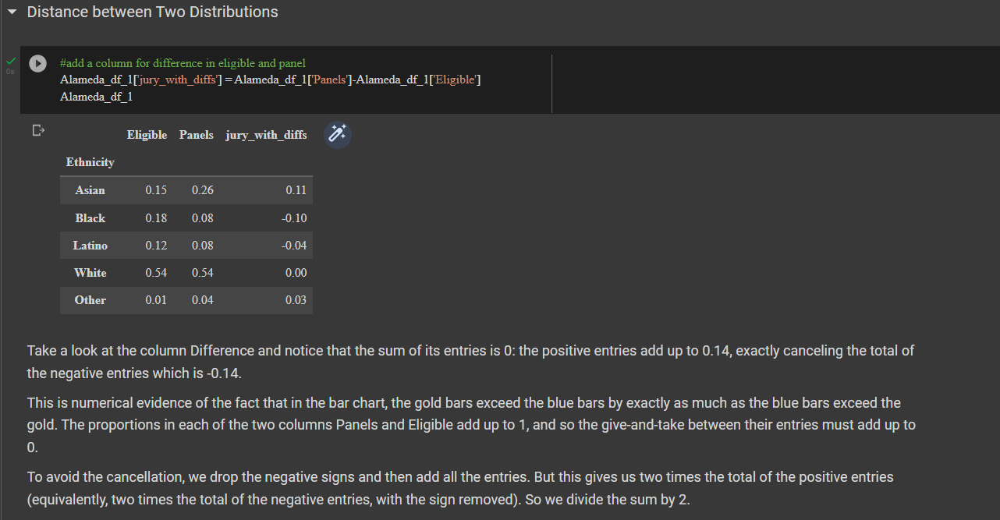 Distance between Two Distributions
0s
#add a column for difference in eligible and panel
Alameda_df_1['jury_with_diffs'] = Alameda_df_1['Panels']-Alameda_df_1['Eligible']
Alameda_df_1
Eligible Panels jury_with_diffs
Ethnicity
Asian 0.15 0.26 0.11
Black 0.18 0.08 -0.10
Latino 0.12 0.08 -0.04
White 0.54 0.54 0.00
Other 0.01 0.04 0.03
Take a look at the column Difference and notice that the sum of its entries is 0: the positive entries add up to 0.14, exactly canceling the total of
the negative entries which is -0.14.
This is numerical evidence of the fact that in the bar chart, the gold bars exceed the blue bars by exactly as much as the blue bars exceed the
gold. The proportions in each of the two columns Panels and Eligible add up to 1, and so the give-and-take between their entries must add up to
0.
To avoid the cancellation, we drop the negative signs and then add all the entries. But this gives us two times the total of the positive entries
(equivalently, two times the total of the negative entries, with the sign removed). So we divide the sum by 2.